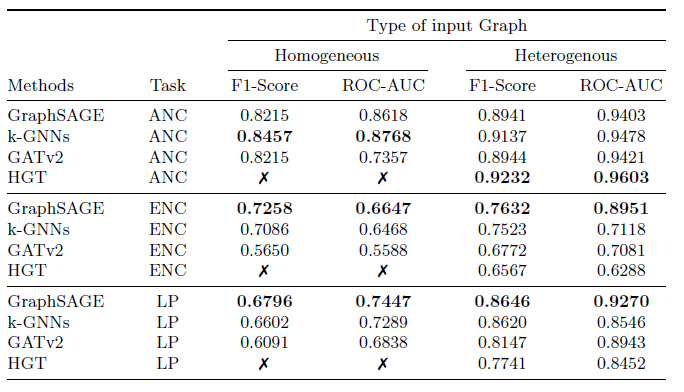 Type of input Graph
Homogeneous Heterogenous
Methods Task F1-Score ROC-AUC F1-Score ROC-AUC
GraphSAGE ANC 0.8215 0.8618 0.8941 0.9403
k-GNNs ANC 0.8457 0.8768 0.9137 0.9478
GATv2 ANC 0.8215 0.7357 0.8944 0.9421
HGT ANC ✗ ✗ 0.9232 0.9603
GraphSAGE ENC 0.7258 0.6647 0.7632 0.8951
k-GNNs ENC 0.7086 0.6468 0.7523 0.7118
GATv2 ENC 0.5650 0.5588 0.6772 0.7081
HGT ENC ✗ ✗ 0.6567 0.6288
GraphSAGE LP 0.6796 0.7447 0.8646 0.9270
k-GNNs LP 0.6602 0.7289 0.8620 0.8546
GATv2 LP 0.6091 0.6838 0.8147 0.8943
HGT LP ✗ ✗ 0.7741 0.8452